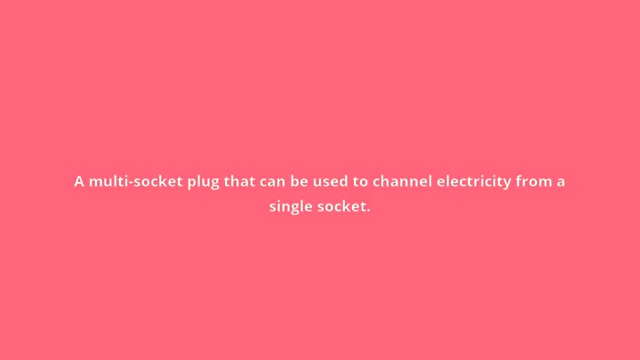 A multi-socket plug that can be used to channel electricity from a
single socket.